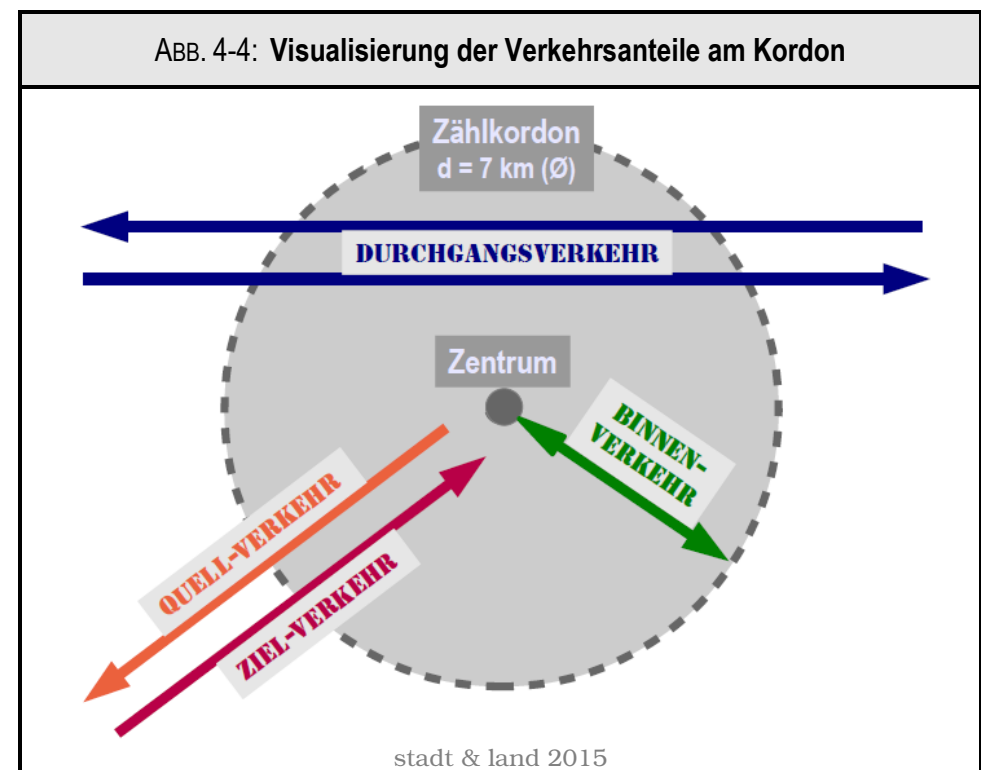 ABB. 4-4: Visualisierung der Verkehrsanteile am Kordon
Zählkordon
d = 7 km (Ø)
DURCHGANGSVERKEHR
Zentrum
BINNEN-
VERKEHR
QUELL-VERKEHR
ZIEL-VERKEHR
stadt & land 2015